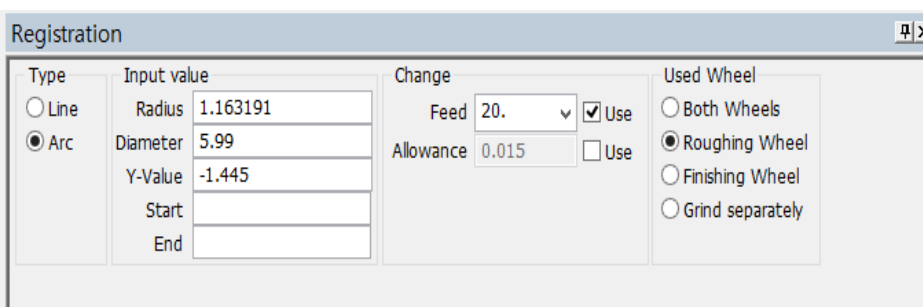 Registration
Type
Line
Arc
Input value
Radius 1.163191
Diameter 5.99
Y-Value -1.445
Start
End
Change
Feed 20. Use
Allowance 0.015 Use
Used Wheel
Both Wheels
Roughing Wheel
Finishing Wheel
Grind separately